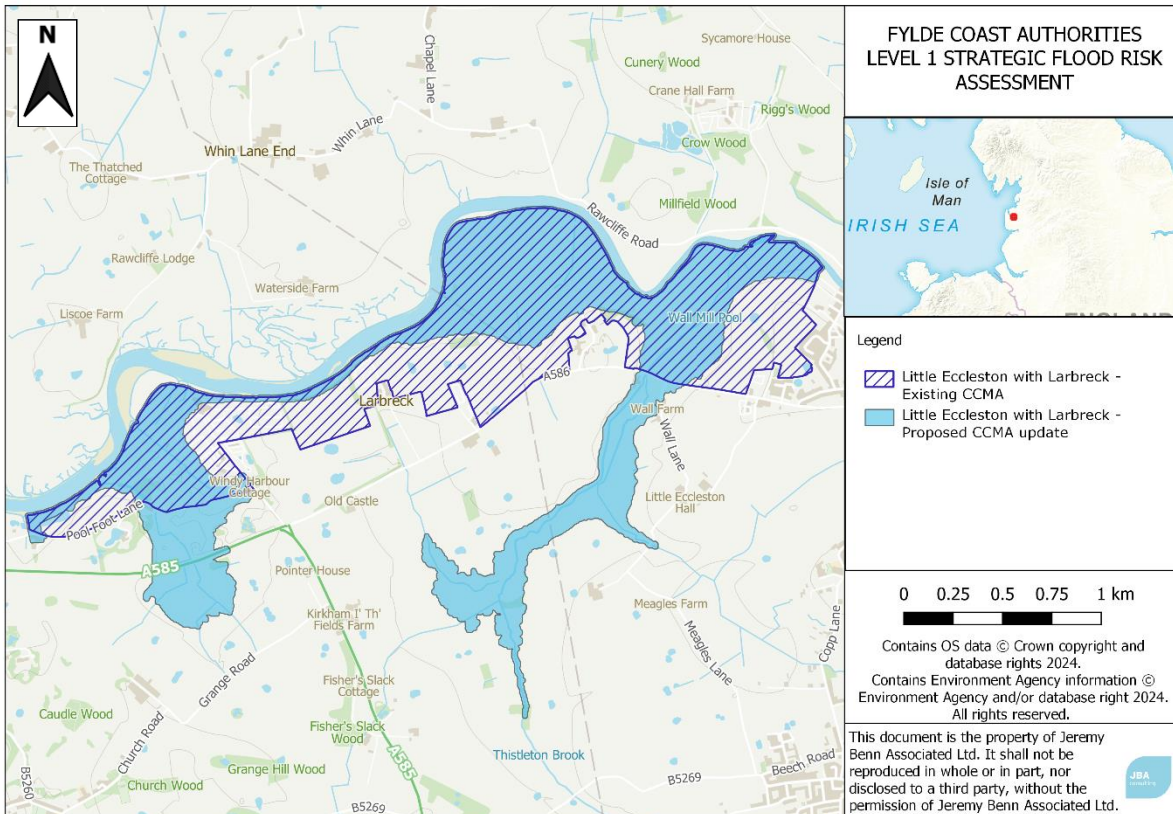 N
Sycamore House
Cunery Wood
Chapel Lane
Crane Hall Farm
Rigg's Wood
Whin Lane
Crow Wood
Whin Lane End
The Thatched
Cottage
Millfield Wood
Rawcliffe Road
Rawcliffe Lodge
Waterside Farm
Liscoe Farm
Wall Mill Pool
A586
Larbreck
Wall Farm
Wall Lane
Windy Harbour
Cottage
Old Castle
Little Eccleston
Hall
Pool Foot Lane
A585
Pointer House
Meagles Farm
Kirkham I' Th'
Fields Farm
Copp Lane
Meagles Lane
Grange Road
Fisher's Slack
Cottage
Caudle Wood
Fisher's Slack
Wood
Church Road
A585
Thistleton Brook
Grange Hill Wood
Beech Road
B5269
Church Wood
B5260
B5269
FYLDE COAST AUTHORITIES
LEVEL 1 STRATEGIC FLOOD RISK
ASSESSMENT
Isle of
Man
IRISH SEA
ENGLAND
Legend
Little Eccleston with Larbreck -
Existing CCMA
Little Eccleston with Larbreck -
Proposed CCMA update
0 0.25 0.5 0.75 1 km
Contains OS data © Crown copyright and
database rights 2024.
Contains Environment Agency information ©
Environment Agency and/or database right 2024.
All rights reserved.
This document is the property of Jeremy
Benn Associated Ltd. It shall not be
reproduced in whole or in part, nor
disclosed to a third party, without the
permission of Jeremy Benn Associated Ltd.
JBA
consulting